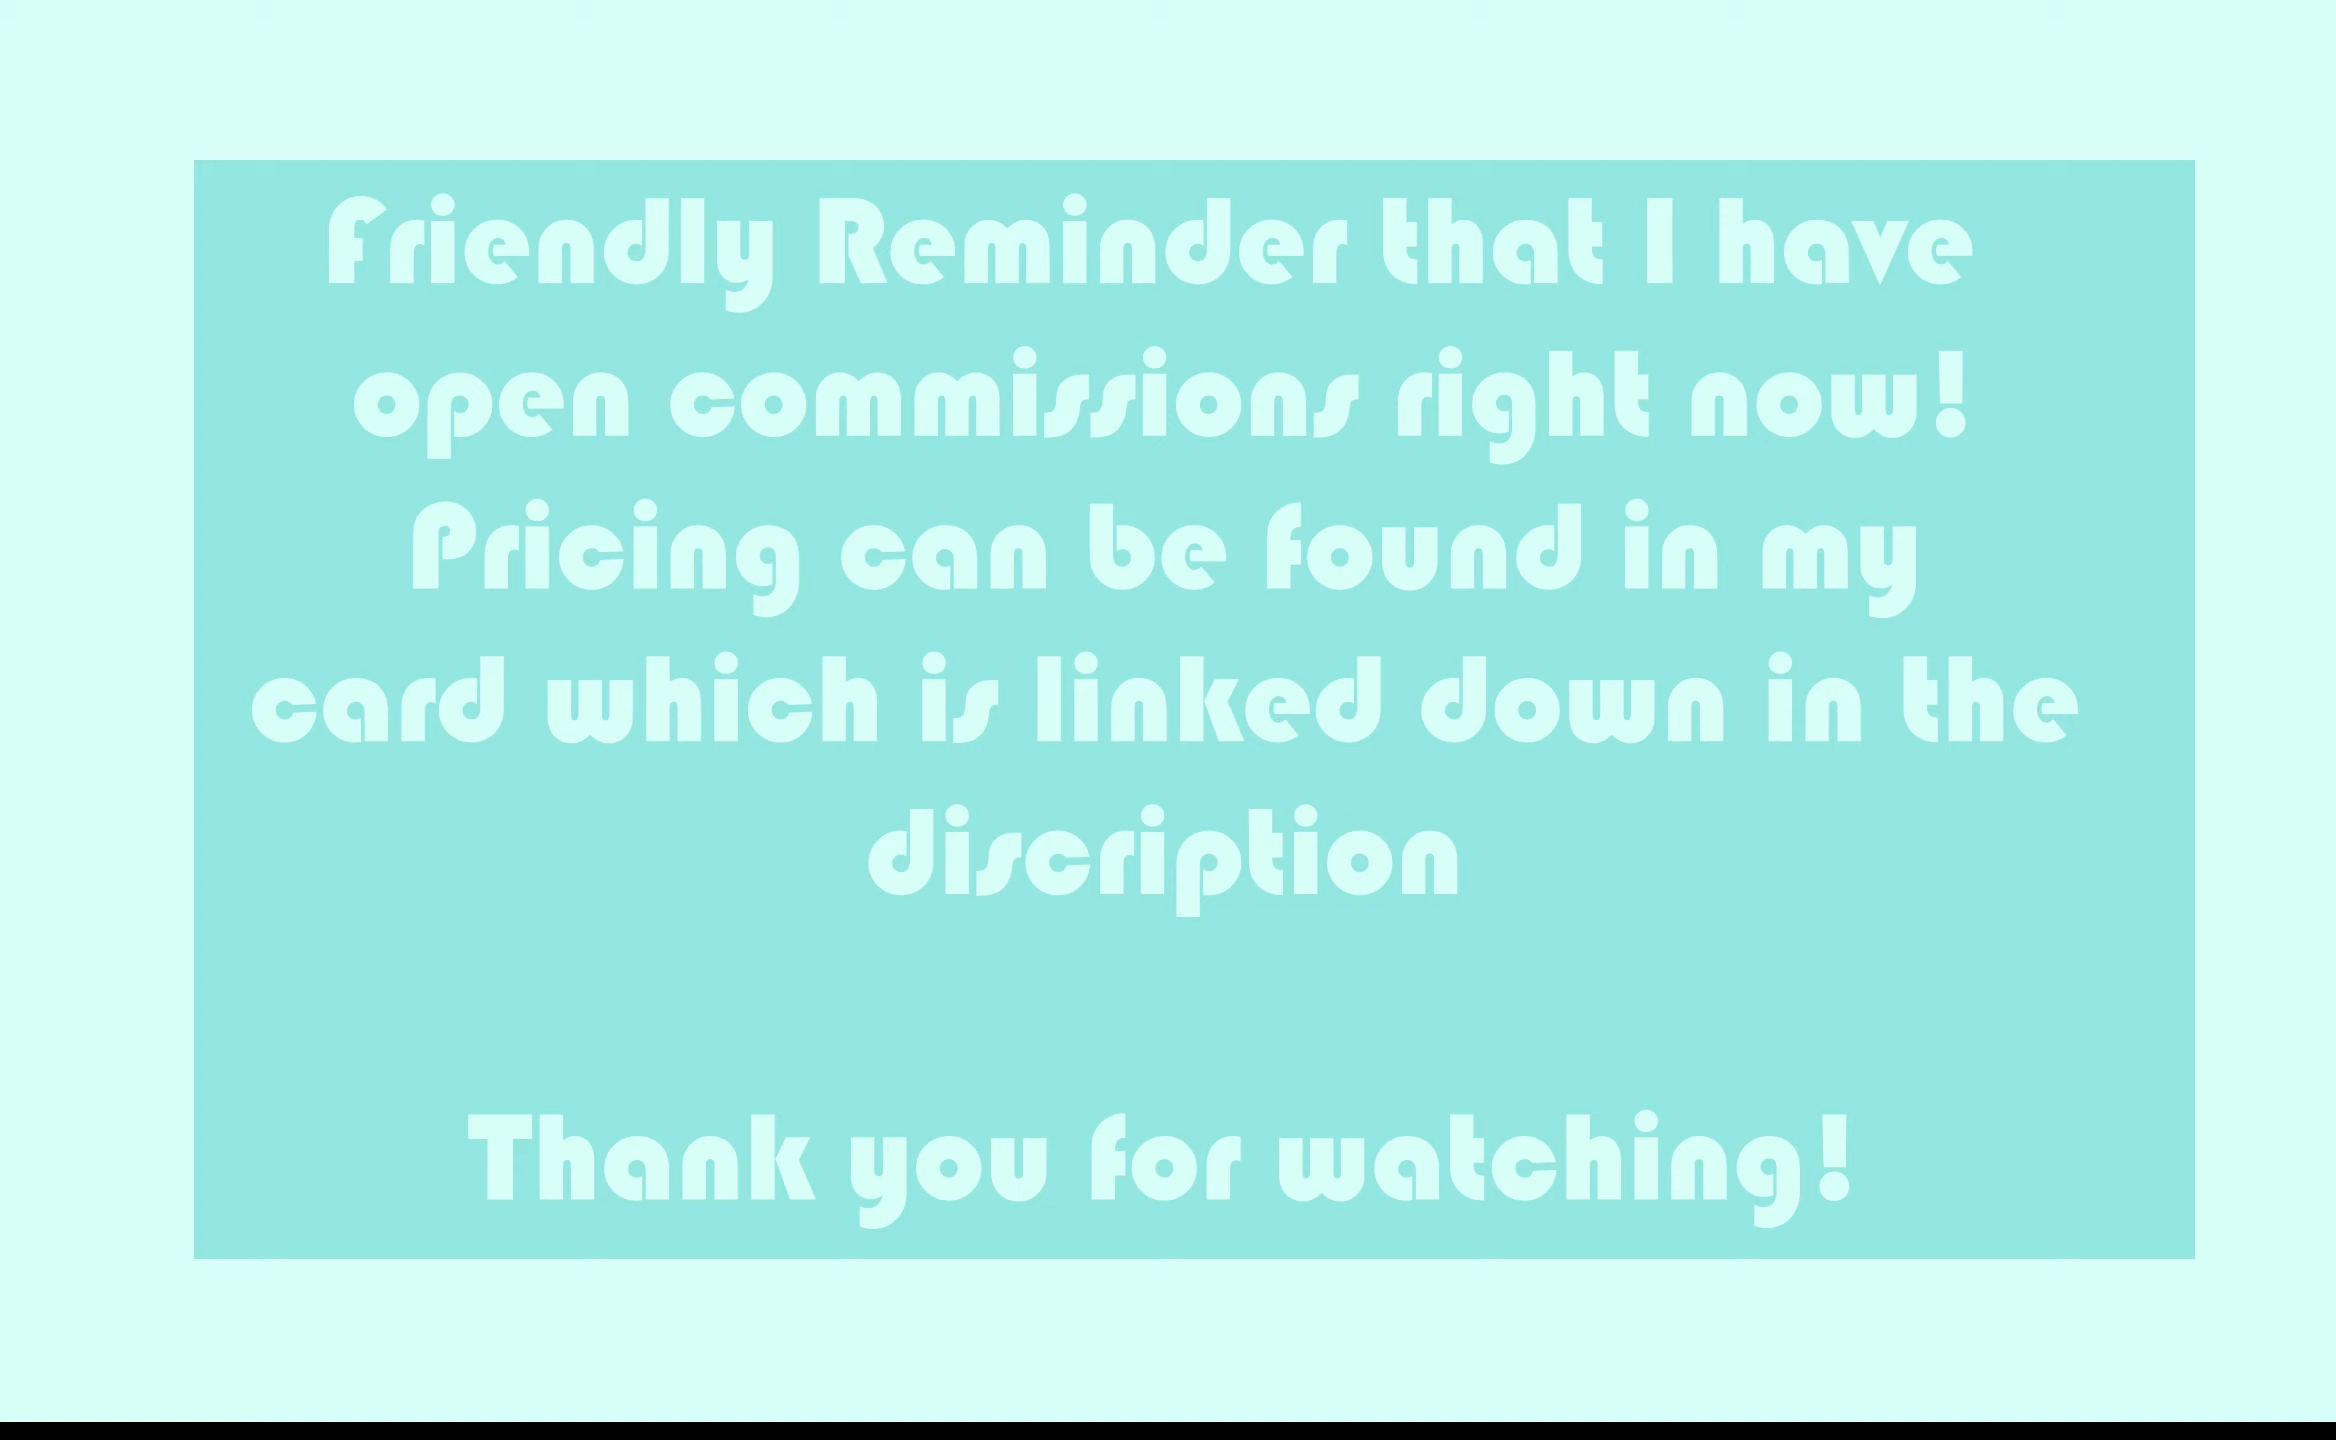 Friendly Reminder that I have
open commissions right now!
Pricing can be found in my
card which is linked down in the
discription
Thank you for watching!